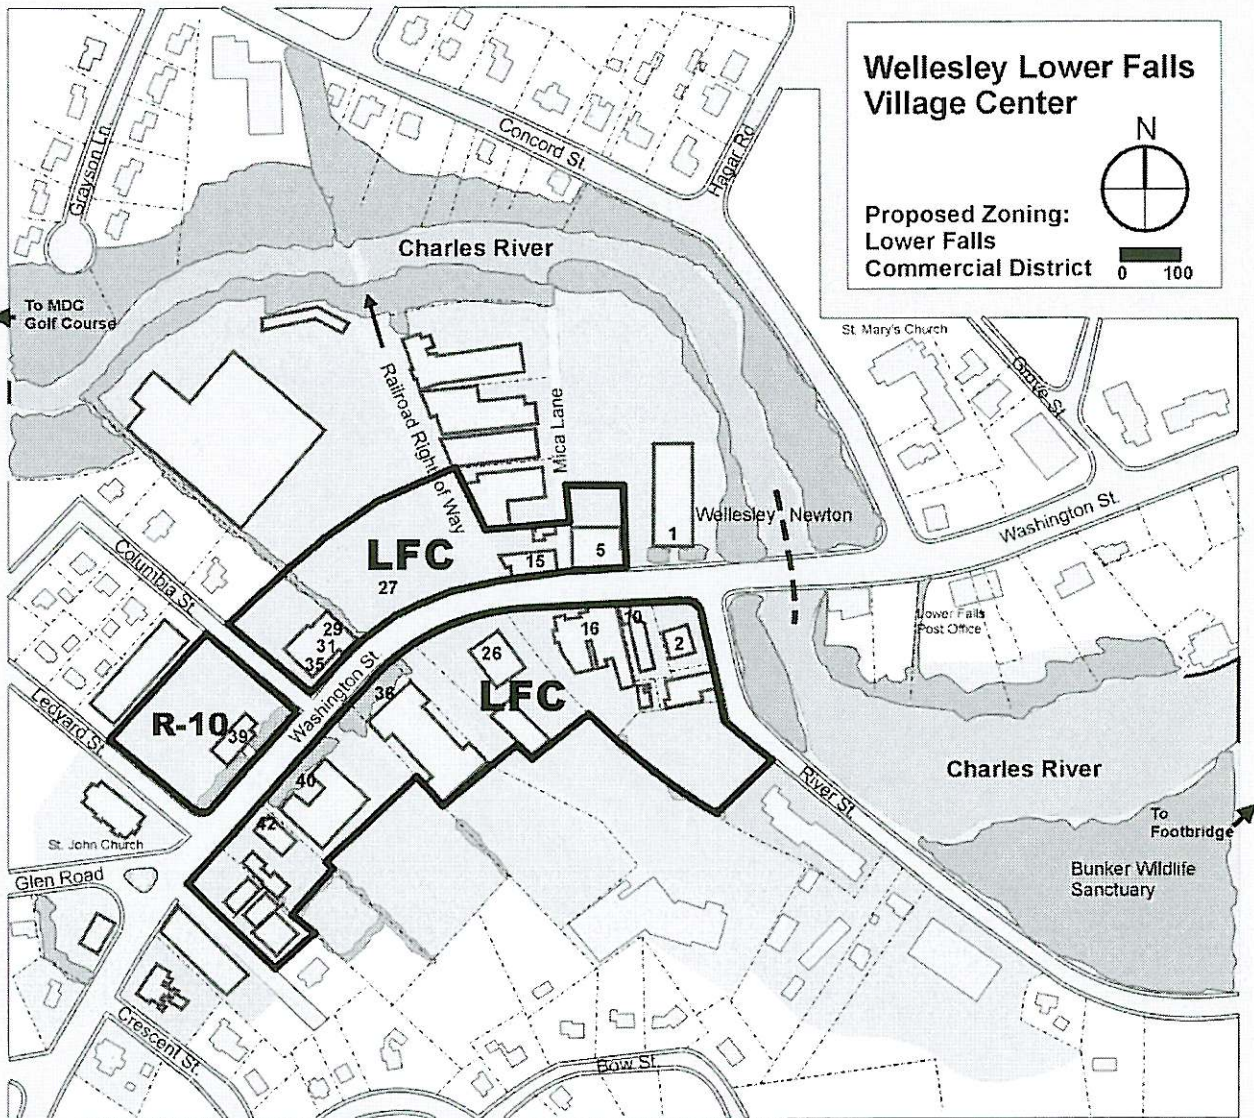 Wellesley Lower Falls
Village Center
N
Proposed Zoning:
Lower Falls
Commercial District
0 100
Concord St.
Hagar Rd
Grayson Ln.
Charles River
To MDC
Golf Course
St. Mary's Church
Grove St.
Railroad Right of Way
Mica Lane
Wellesley Newton
Washington St.
1
5
15
LFC
27
Columbia St.
29
31
35
16
10
2
Lower Falls
Post Office
26
LFC
36
Washington St.
R-10
39
Ledyard St.
40
42
Charles River
River St.
To
Footbridge
St. John Church
Glen Road
Bunker Wildlife
Sanctuary
Crescent St.
Bow St.